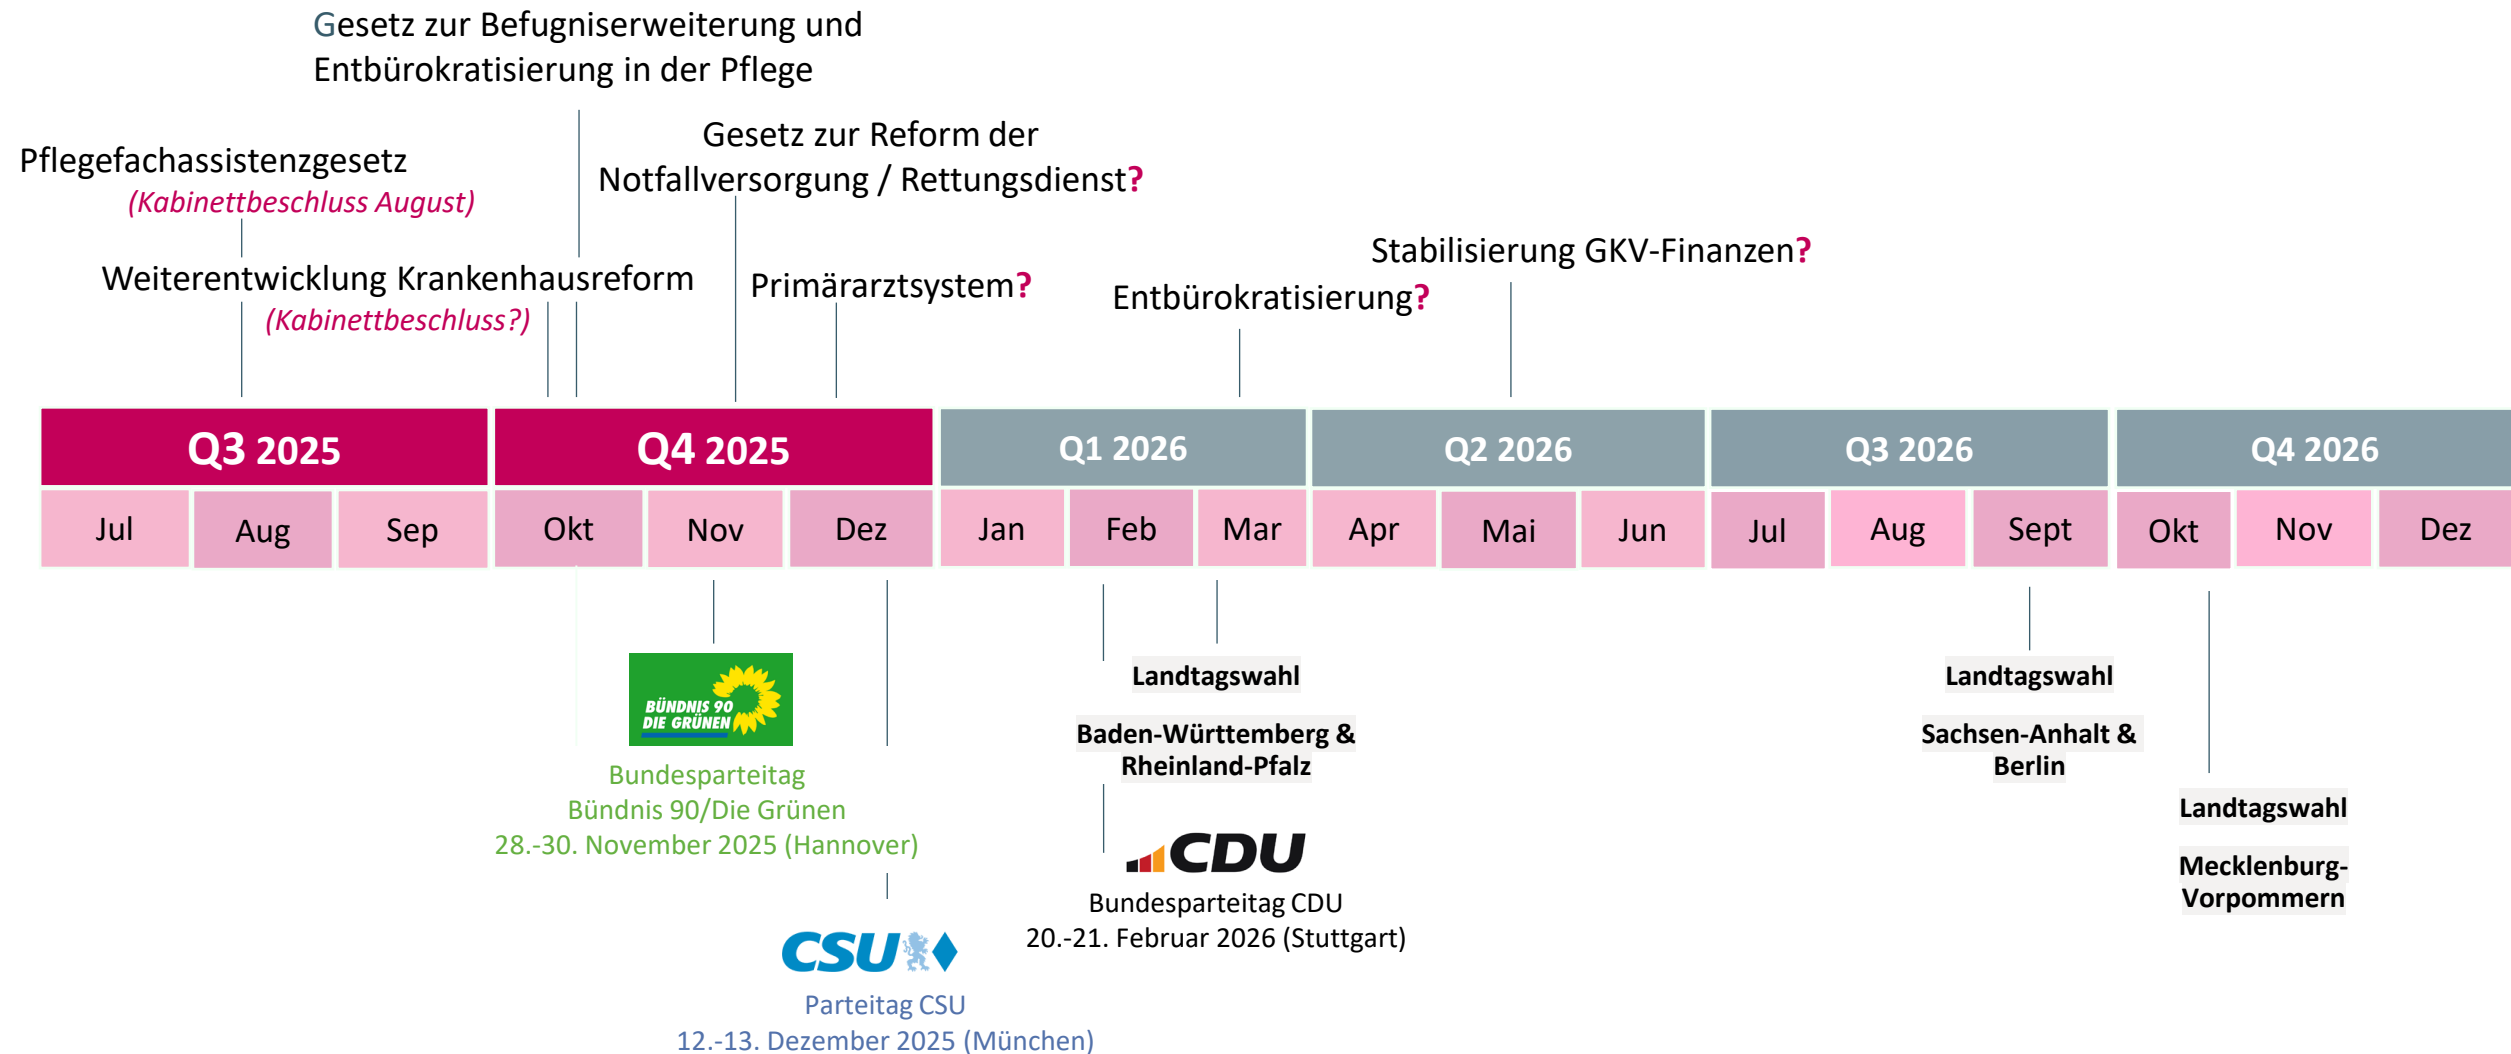 Gesetz zur Befugniserweiterung und
Entbürokratisierung in der Pflege
Gesetz zur Reform der
Notfallversorgung / Rettungsdienst?
Pflegefachassistenzgesetz
(Kabinettbeschluss August)
Weiterentwicklung Krankenhausreform
(Kabinettbeschluss?)
Primärarztsystem?
Entbürokratisierung?
Stabilisierung GKV-Finanzen?
Q3 2025 Q4 2025 Q1 2026 Q2 2026 Q3 2026 Q4 2026
Jul Aug Sep Okt Nov Dez Jan Feb Mar Apr Mai Jun Jul Aug Sept Okt Nov Dez
BÜNDNIS 90
DIE GRÜNEN
Bundesparteitag
Bündnis 90/Die Grünen
28.-30. November 2025 (Hannover)
CSU
Parteitag CSU
12.-13. Dezember 2025 (München)
Landtagswahl
Baden-Württemberg &
Rheinland-Pfalz
CDU
Bundesparteitag CDU
20.-21. Februar 2026 (Stuttgart)
Landtagswahl
Sachsen-Anhalt &
Berlin
Landtagswahl
Mecklenburg-
Vorpommern